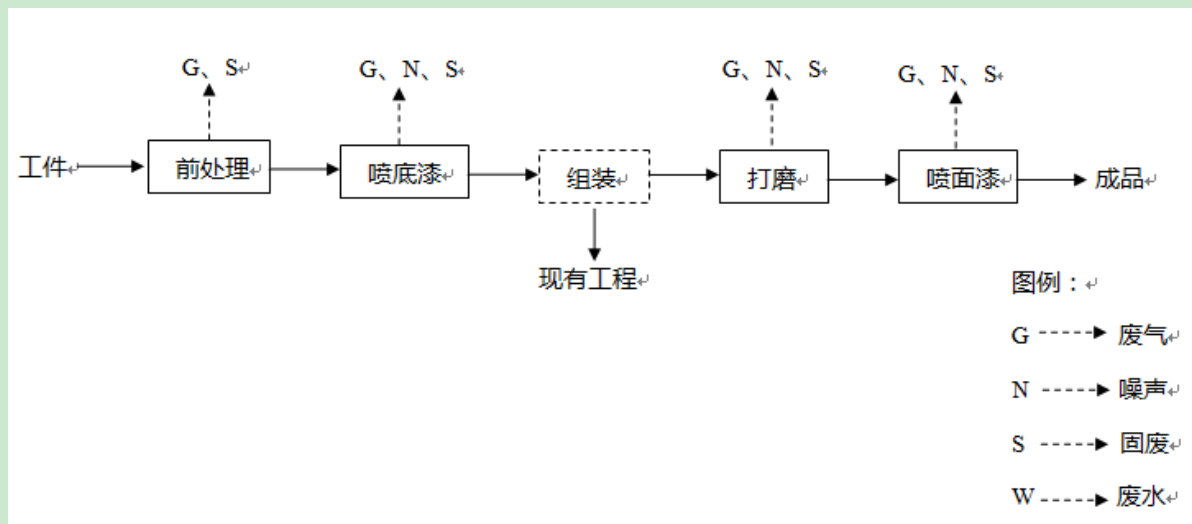 G、S
G、N、S
G、N、S
G、N、S
工件
前处理
喷底漆
组装
打磨
喷面漆
成品
现有工程
图例：
G 废气
N 噪声
S 固废
W 废水